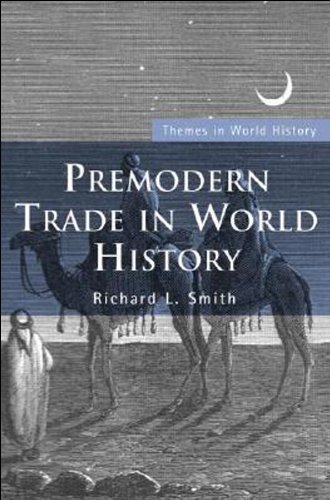 Themes in World History
PREMODERN
TRADE IN WORLD
HISTORY
Richard L. Smith